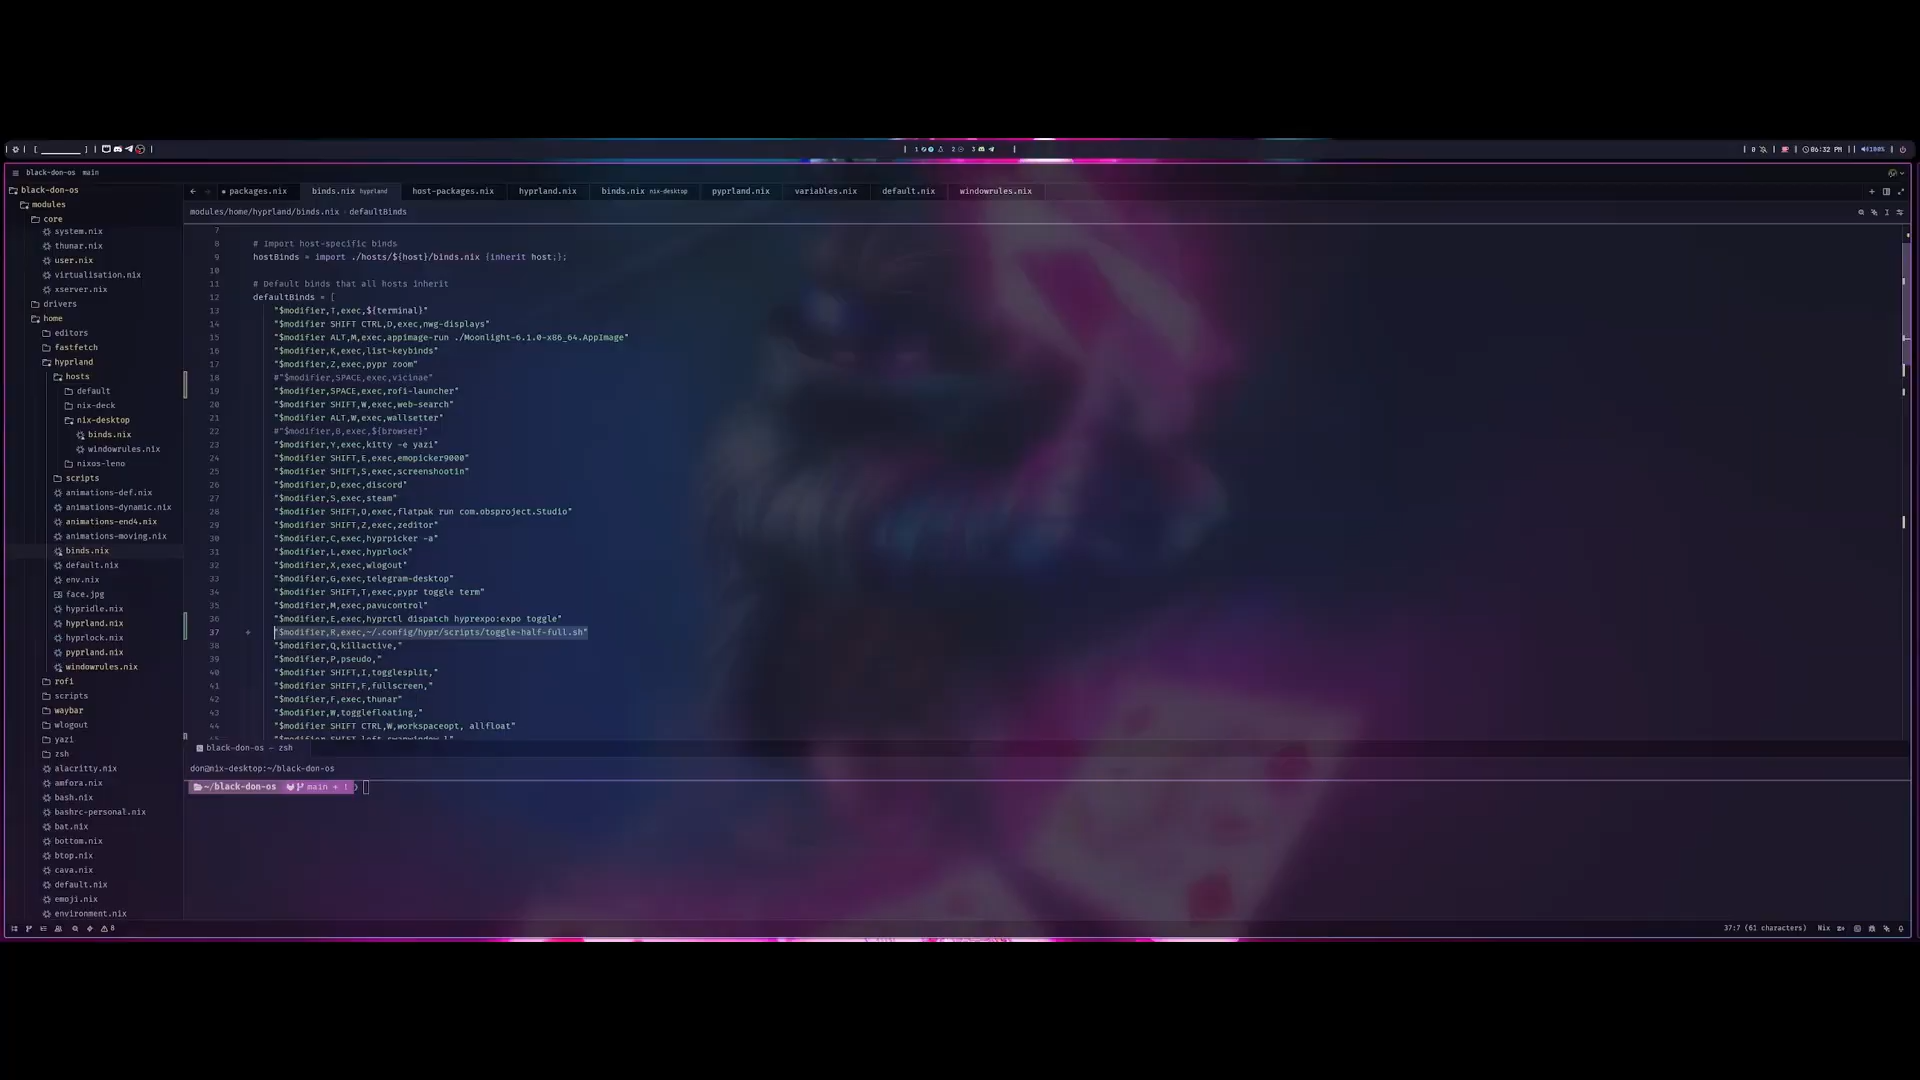 1 2 3
0 06:32 PM 100%
black-don-os main
packages.nix binds.nix hyprland host-packages.nix hyprland.nix binds.nix nix-desktop pyprland.nix variables.nix default.nix windowrules.nix
modules/home/hyprland/binds.nix › defaultBinds
black-don-os
modules
core
system.nix
thunar.nix
user.nix
virtualisation.nix
xserver.nix
drivers
home
editors
fastfetch
hyprland
hosts
default
nix-deck
nix-desktop
binds.nix
windowrules.nix
nixos-leno
scripts
animations-def.nix
animations-dynamic.nix
animations-end4.nix
animations-moving.nix
binds.nix
default.nix
env.nix
face.jpg
hypridle.nix
hyprland.nix
hyprlock.nix
pyprland.nix
windowrules.nix
rofi
scripts
waybar
wlogout
yazi
zsh
alacritty.nix
amfora.nix
bash.nix
bashrc-personal.nix
bat.nix
bottom.nix
btop.nix
cava.nix
default.nix
emoji.nix
environment.nix
7
8 # Import host-specific binds
9 hostBinds = import ./hosts/${host}/binds.nix {inherit host;};
10
11 # Default binds that all hosts inherit
12 defaultBinds = [
13 "$modifier,T,exec,${terminal}"
14 "$modifier SHIFT CTRL,D,exec,nwg-displays"
15 "$modifier ALT,M,exec,appimage-run ./Moonlight-6.1.0-x86_64.AppImage"
16 "$modifier,K,exec,list-keybinds"
17 "$modifier,Z,exec,pypr zoom"
18 #"$modifier,SPACE,exec,vicinae"
19 "$modifier,SPACE,exec,rofi-launcher"
20 "$modifier SHIFT,W,exec,web-search"
21 "$modifier ALT,W,exec,wallsetter"
22 #"$modifier,B,exec,${browser}"
23 "$modifier,Y,exec,kitty -e yazi"
24 "$modifier SHIFT,E,exec,emopicker9000"
25 "$modifier SHIFT,S,exec,screenshootin"
26 "$modifier,D,exec,discord"
27 "$modifier,S,exec,steam"
28 "$modifier SHIFT,O,exec,flatpak run com.obsproject.Studio"
29 "$modifier SHIFT,Z,exec,zeditor"
30 "$modifier,C,exec,hyprpicker -a"
31 "$modifier,L,exec,hyprlock"
32 "$modifier,X,exec,wlogout"
33 "$modifier,G,exec,telegram-desktop"
34 "$modifier SHIFT,T,exec,pypr toggle term"
35 "$modifier,M,exec,pavucontrol"
36 "$modifier,E,exec,hyprctl dispatch hyprexpo:expo toggle"
37 "$modifier,R,exec,~/.config/hypr/scripts/toggle-half-full.sh"
38 "$modifier,Q,killactive,"
39 "$modifier,P,pseudo,"
40 "$modifier SHIFT,I,togglesplit,"
41 "$modifier SHIFT,F,fullscreen,"
42 "$modifier,F,exec,thunar"
43 "$modifier,W,togglefloating,"
44 "$modifier SHIFT CTRL,W,workspaceopt, allfloat"
45 "$modifier SHIFT,left,swapwindow,l"
black-don-os — zsh
don@nix-desktop:~/black-don-os
~/black-don-os main + !
8
37:7 (61 characters) Nix